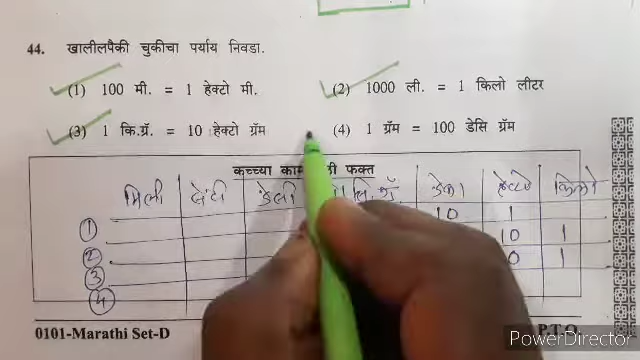 44. खालीलपैकी चुकीचा पर्याय निवडा.
(1) 100 मी. = 1 हेक्टो मी. (2) 1000 ली. = 1 किलो लीटर
(3) 1 कि.ग्रॅ. = 10 हेक्टो ग्रॅम (4) 1 ग्रॅम = 100 डेसि ग्रॅम
कच्च्या फक्त
मिली सेंटी डेसी डेका हेक्टो किलो
① 10 1
② 10 1
③ 0 1
④
0101-Marathi Set-D P.T.O.
PowerDirector